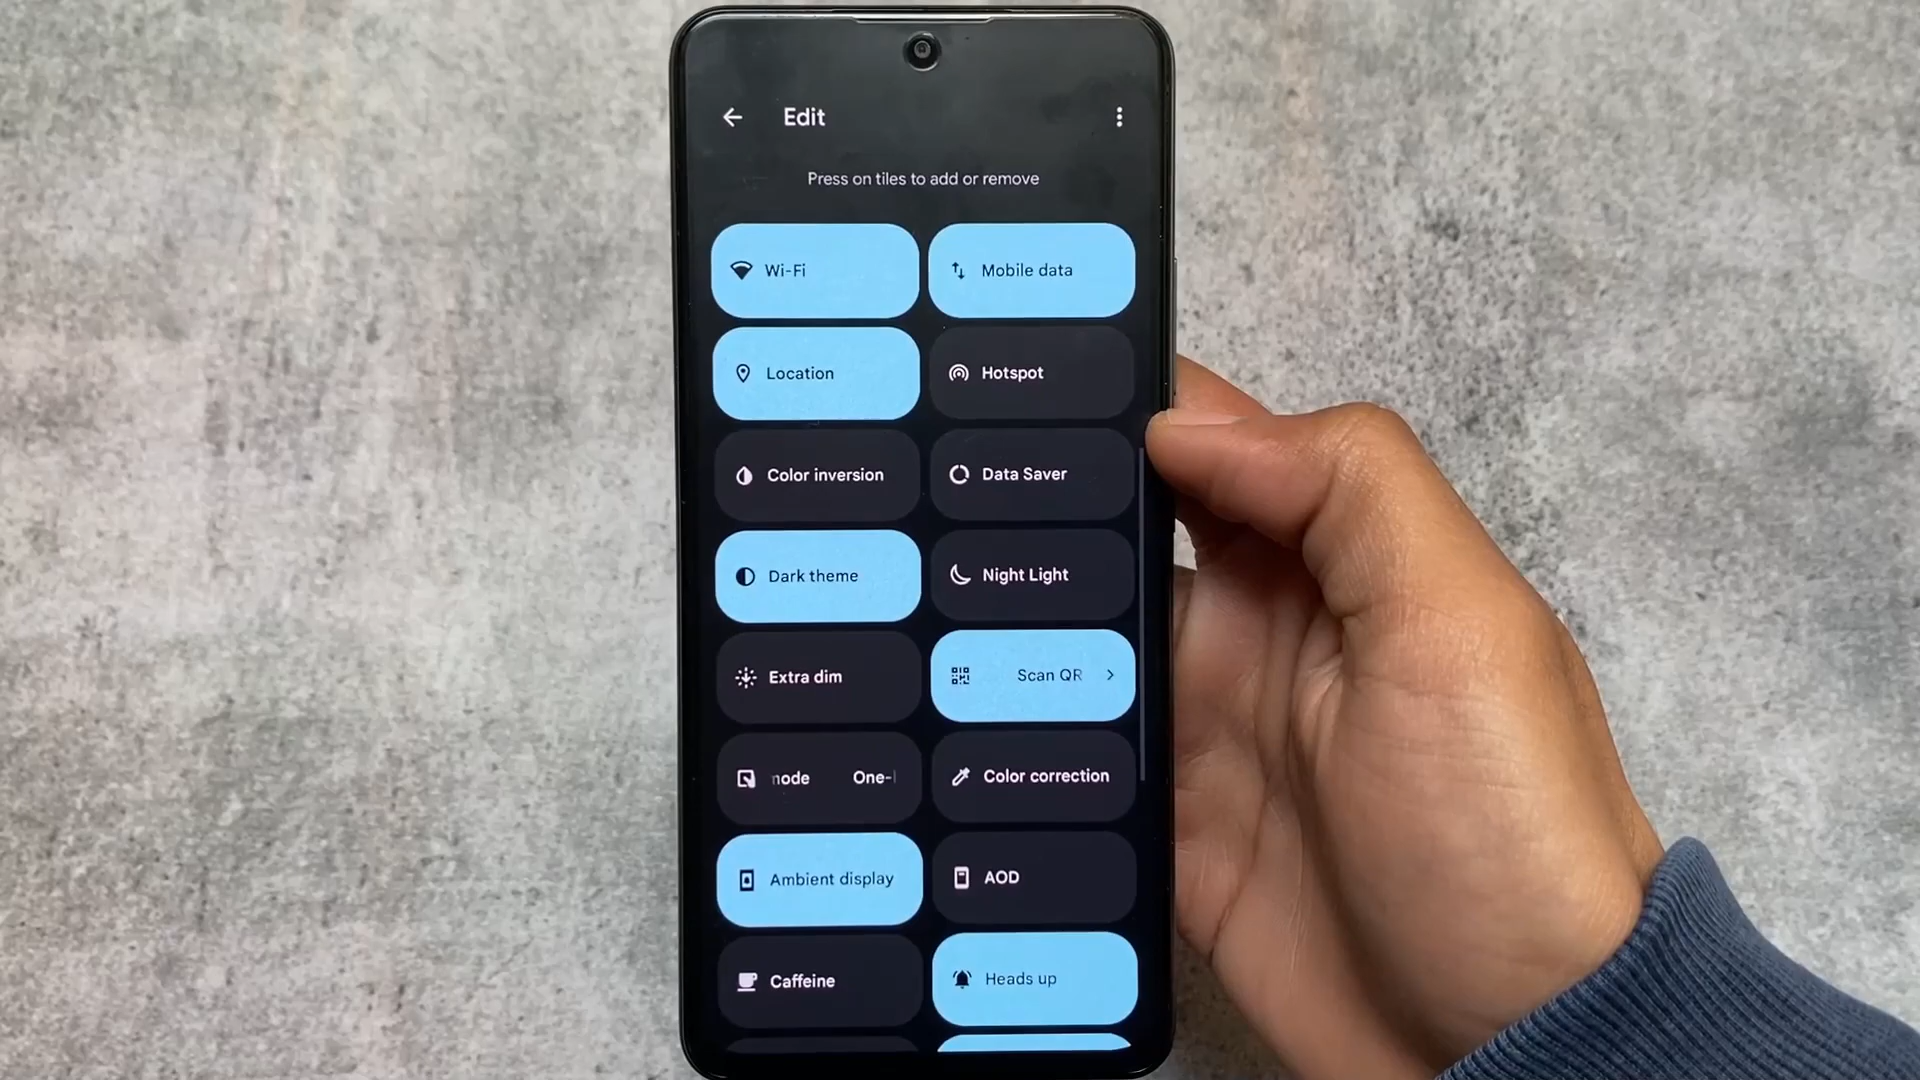 Edit
Press on tiles to add or remove
Wi-Fi
Mobile data
Location
Hotspot
Color inversion
Data Saver
Dark theme
Night Light
Extra dim
Scan QR
One-
Color correction
Ambient display
AOD
Caffeine
Heads up